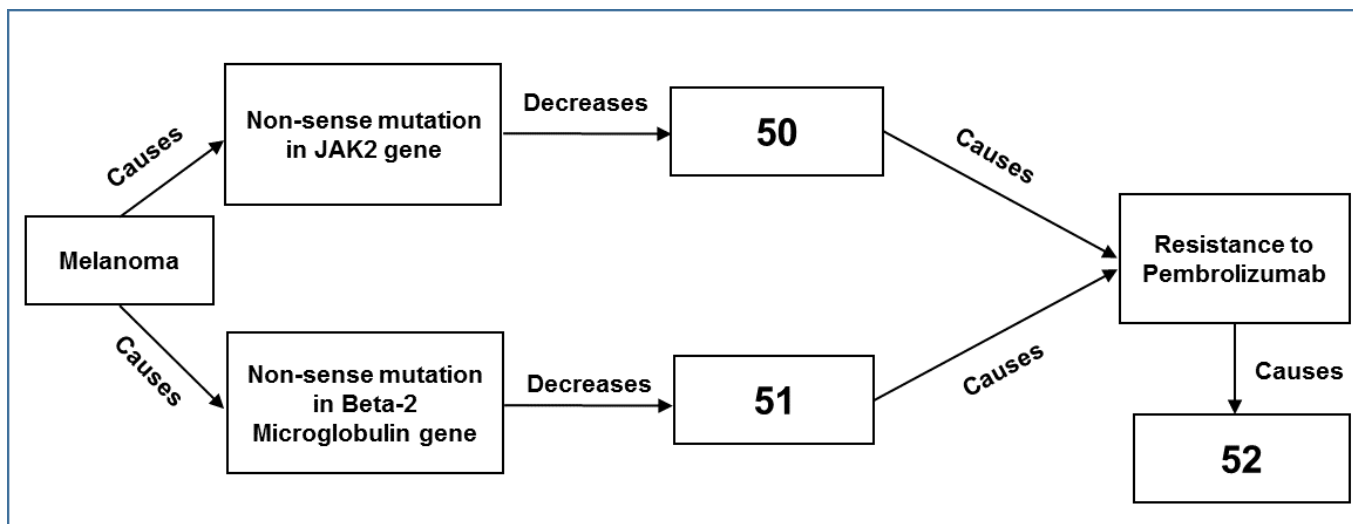 Causes
Non-sense mutation
in JAK2 gene
Decreases
50
Causes
Melanoma
Resistance to
Pembrolizumab
Causes
Non-sense mutation
in Beta-2
Microglobulin gene
Decreases
51
Causes
Causes
52